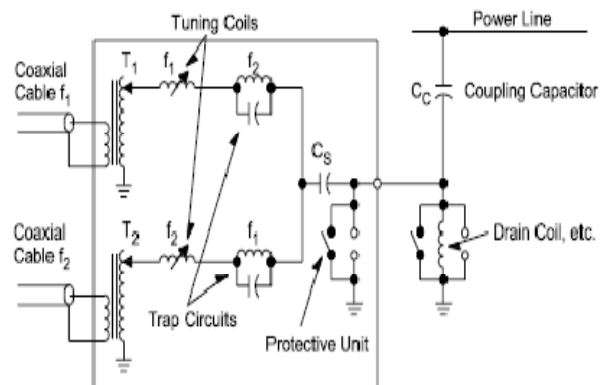 Tuning Coils
Power Line
Coaxial
Cable f1
T1
f1
f2
CC
Coupling Capacitor
CS
Coaxial
Cable f2
T2
f2
f1
Drain Coil, etc.
Trap Circuits
Protective Unit